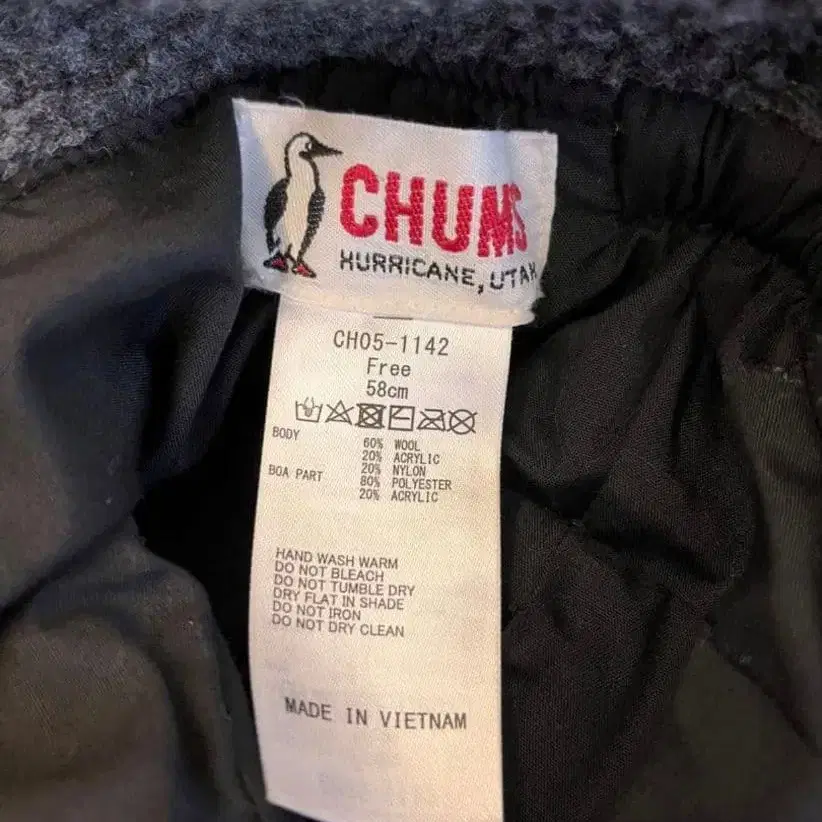 CHUMS
HURRICANE, UTAH
CH05-1142
Free
58cm
BODY 60% WOOL
20% ACRYLIC
20% NYLON
BOA PART 80% POLYESTER
20% ACRYLIC
HAND WASH WARM
DO NOT BLEACH
DO NOT TUMBLE DRY
DRY FLAT IN SHADE
DO NOT IRON
DO NOT DRY CLEAN
MADE IN VIETNAM